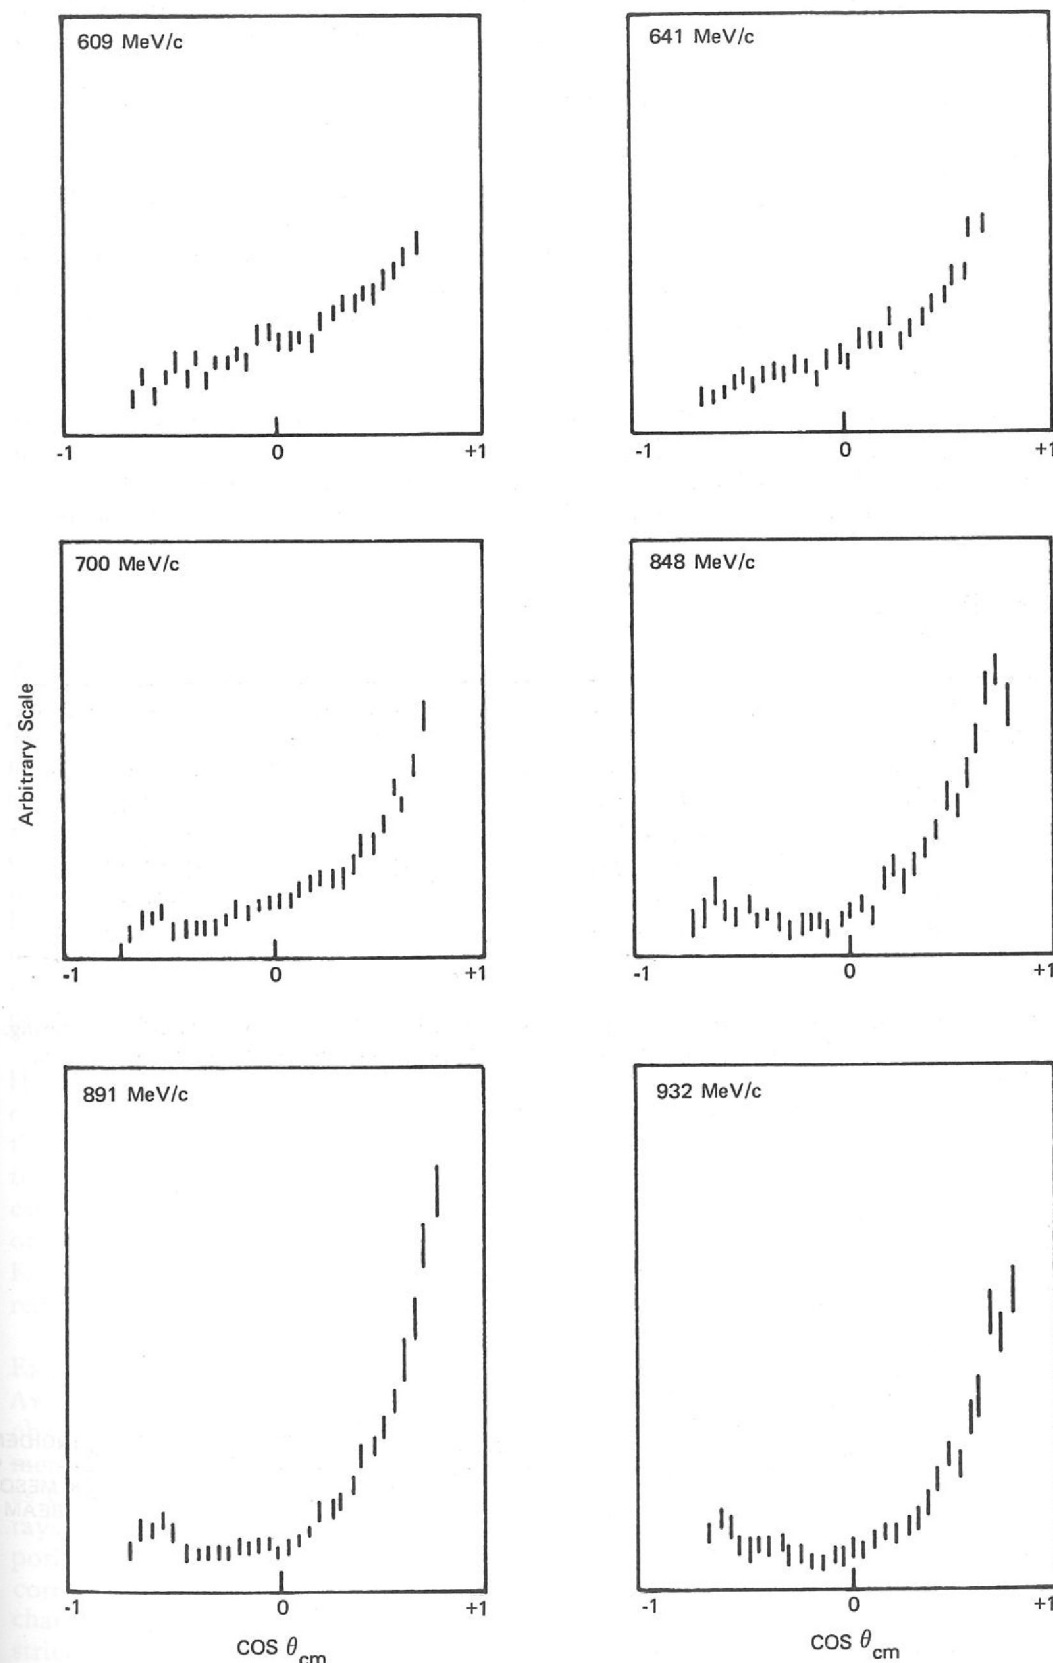 609 MeV/c
641 MeV/c
-1 0 +1
-1 0 +1
700 MeV/c
848 MeV/c
Arbitrary Scale
-1 0 +1
-1 0 +1
891 MeV/c
932 MeV/c
-1 0 +1
-1 0 +1
COS θcm
COS θcm